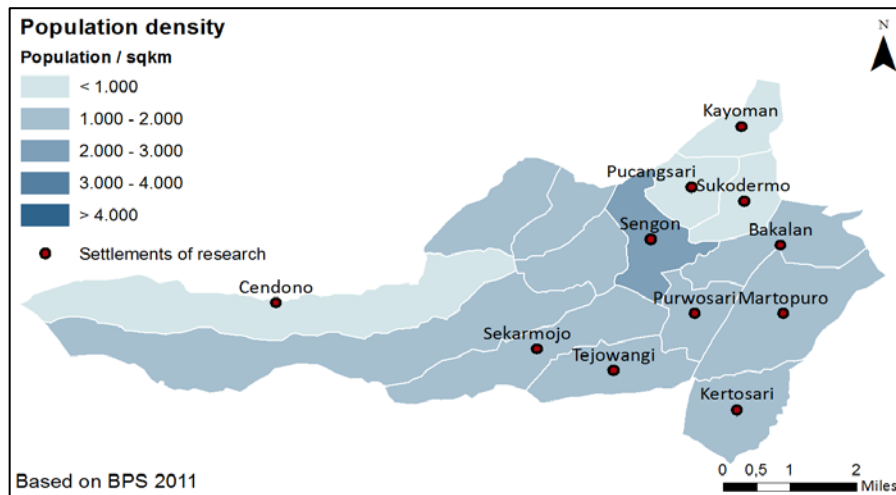 Population density
Population / sqkm
< 1.000
1.000 - 2.000
2.000 - 3.000
3.000 - 4.000
> 4.000
Settlements of research
N
Kayoman
Pucangsari
Sukodermo
Sengon
Bakalan
Cendono
Purwosari
Martopuro
Sekarmojo
Tejowangi
Kertosari
Based on BPS 2011
0 0,5 1 2
Miles